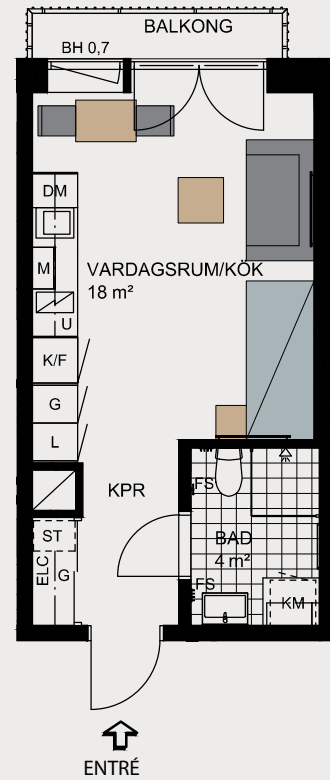 BALKONG
BH 0,7
DM
M
VARDAGSRUM/KÖK
18 m²
U
K/F
G
L
KPR
FS
ST
BAD
4 m²
ELC
G
FS
KM
ENTRÉ